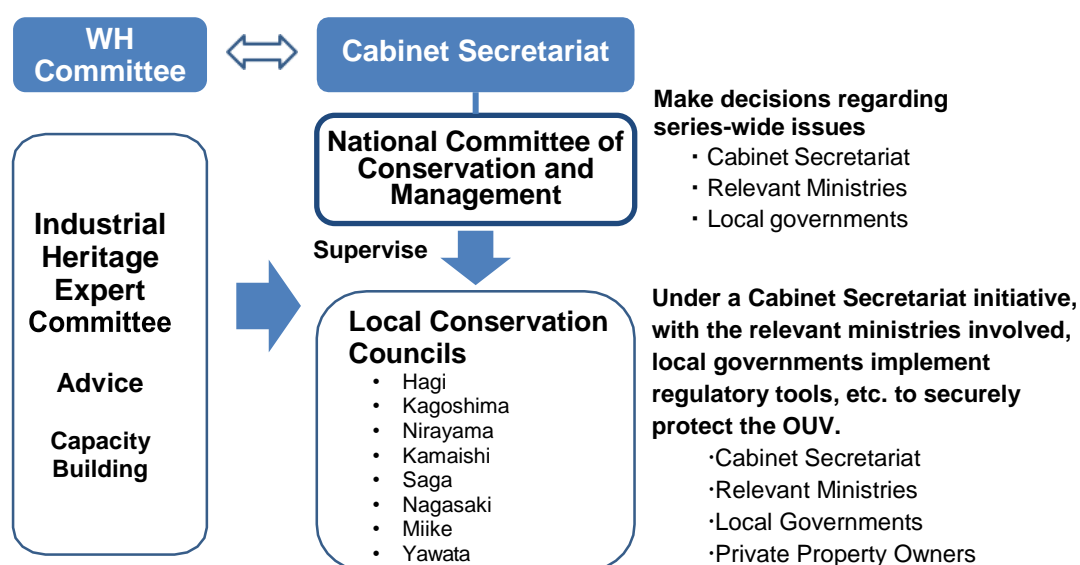 WH
Committee
Cabinet Secretariat
National Committee of
Conservation and
Management
Make decisions regarding
series-wide issues
・Cabinet Secretariat
・Relevant Ministries
・Local governments
Supervise
Industrial
Heritage
Expert
Committee
Advice
Capacity
Building
Local Conservation
Councils
• Hagi
• Kagoshima
• Nirayama
• Kamaishi
• Saga
• Nagasaki
• Miike
• Yawata
Under a Cabinet Secretariat initiative,
with the relevant ministries involved,
local governments implement
regulatory tools, etc. to securely
protect the OUV.
･Cabinet Secretariat
･Relevant Ministries
･Local Governments
･Private Property Owners